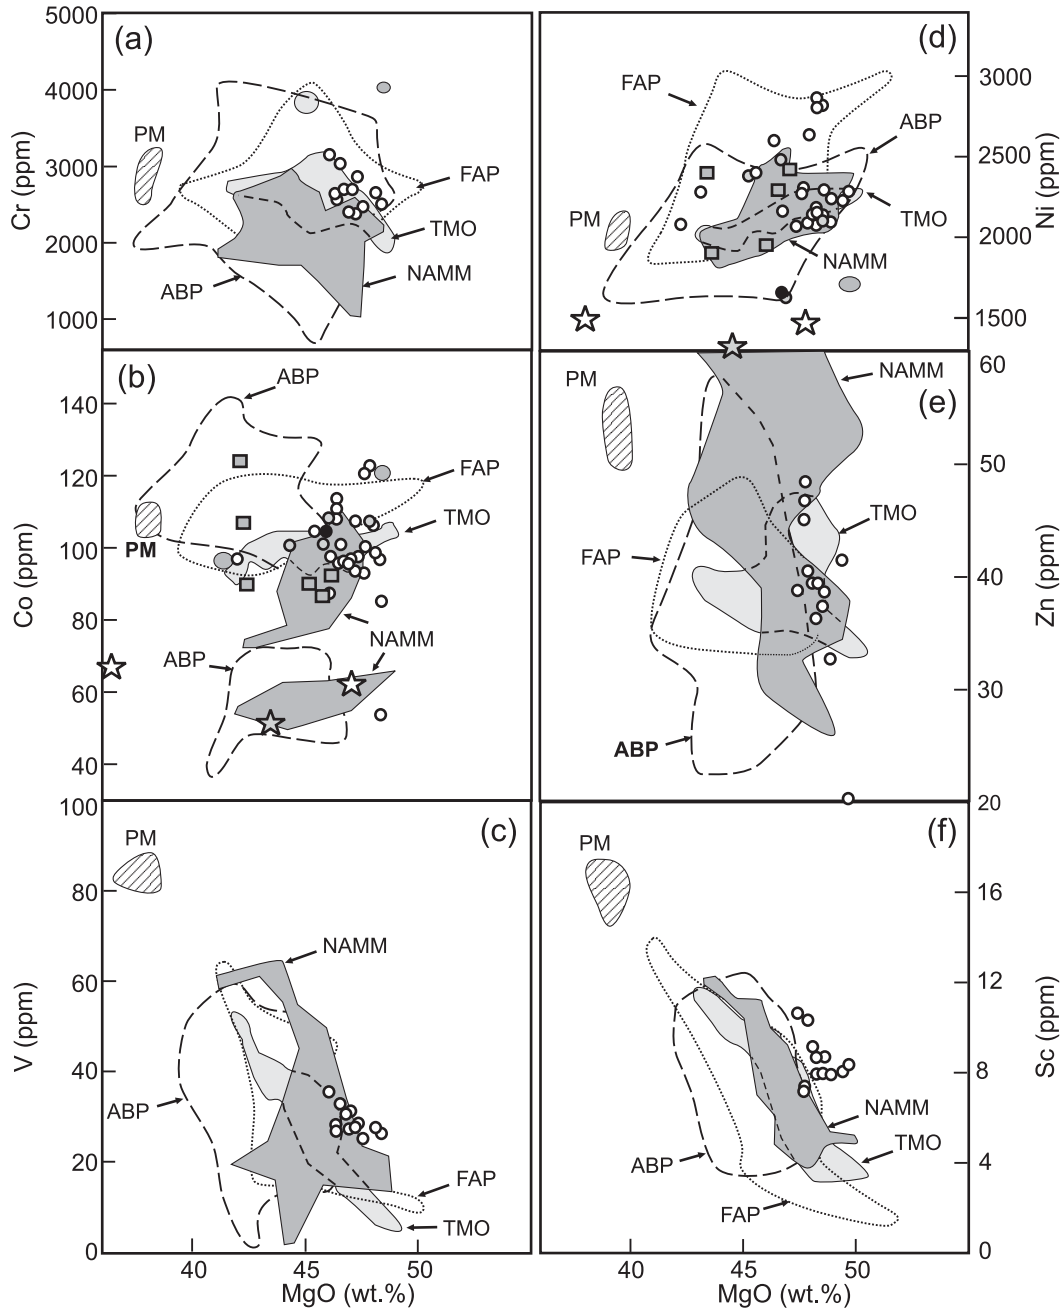 (a)
5000
4000
3000
2000
1000
Cr (ppm)
PM
FAP
TMO
NAMM
ABP
(d)
3000
2500
2000
1500
Ni (ppm)
FAP
ABP
PM
TMO
NAMM
(b)
140
120
100
80
60
40
Co (ppm)
ABP
FAP
TMO
PM
NAMM
ABP
(e)
60
50
40
30
Zn (ppm)
NAMM
PM
TMO
FAP
ABP
(c)
100
80
60
40
20
0
V (ppm)
PM
NAMM
ABP
FAP
TMO
40
45
50
MgO (wt.%)
(f)
20
16
12
8
4
0
Sc (ppm)
PM
NAMM
TMO
ABP
FAP
40
45
50
MgO (wt.%)